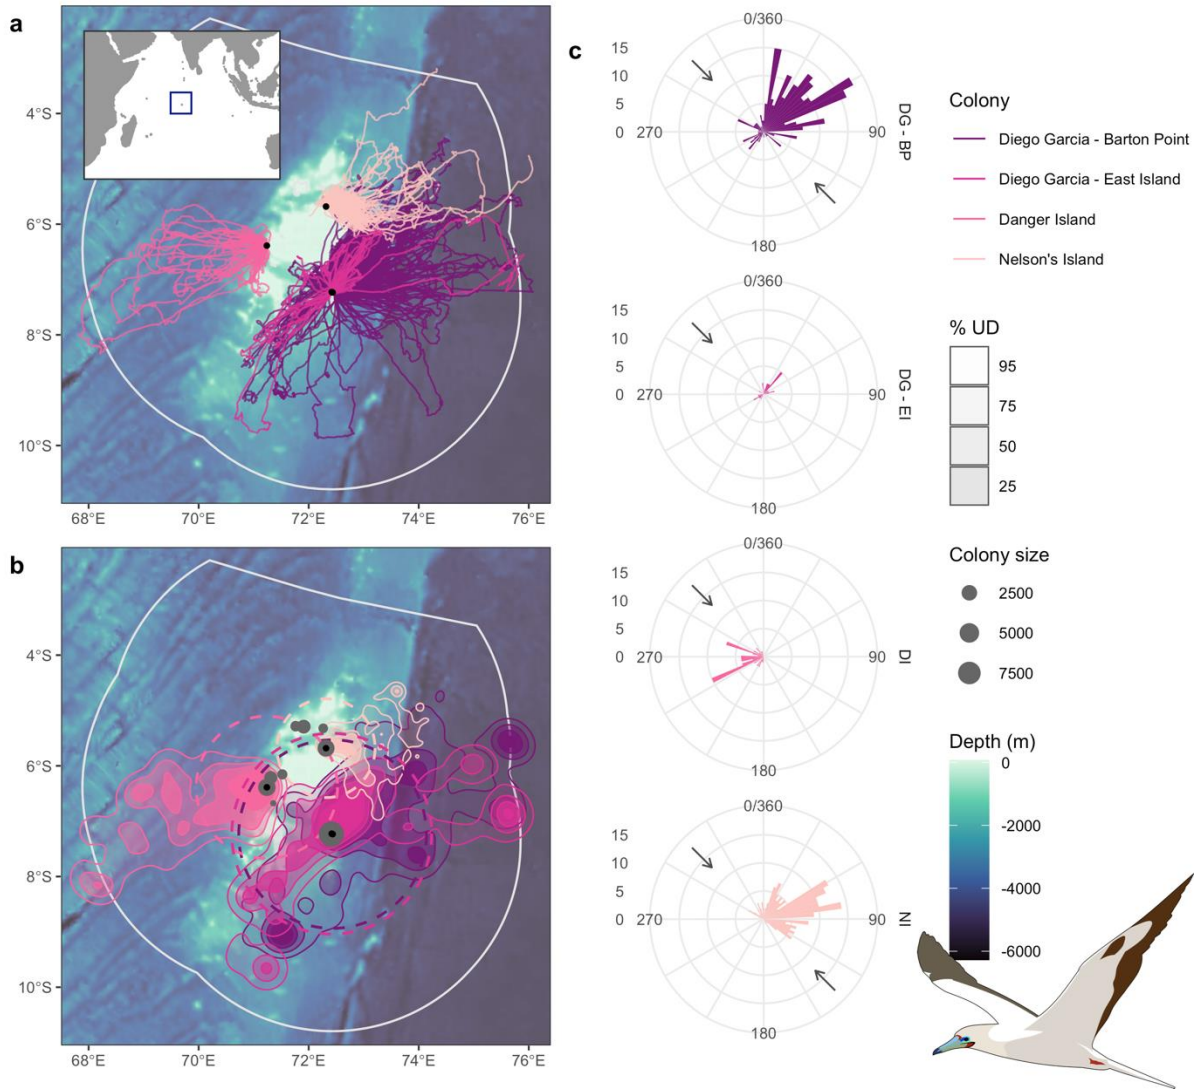 a
4°S
6°S
8°S
10°S
68°E 70°E 72°E 74°E 76°E
b
4°S
6°S
8°S
10°S
68°E 70°E 72°E 74°E 76°E
c
0/360
15
10
5
0 270 90
180
DG - BP
0/360
15
10
5
0 270 90
180
DG - EI
0/360
15
10
5
0 270 90
180
DI
0/360
15
10
5
0 270 90
180
NI
Colony
Diego Garcia - Barton Point
Diego Garcia - East Island
Danger Island
Nelson's Island
% UD
95
75
50
25
Colony size
2500
5000
7500
Depth (m)
0
-2000
-4000
-6000